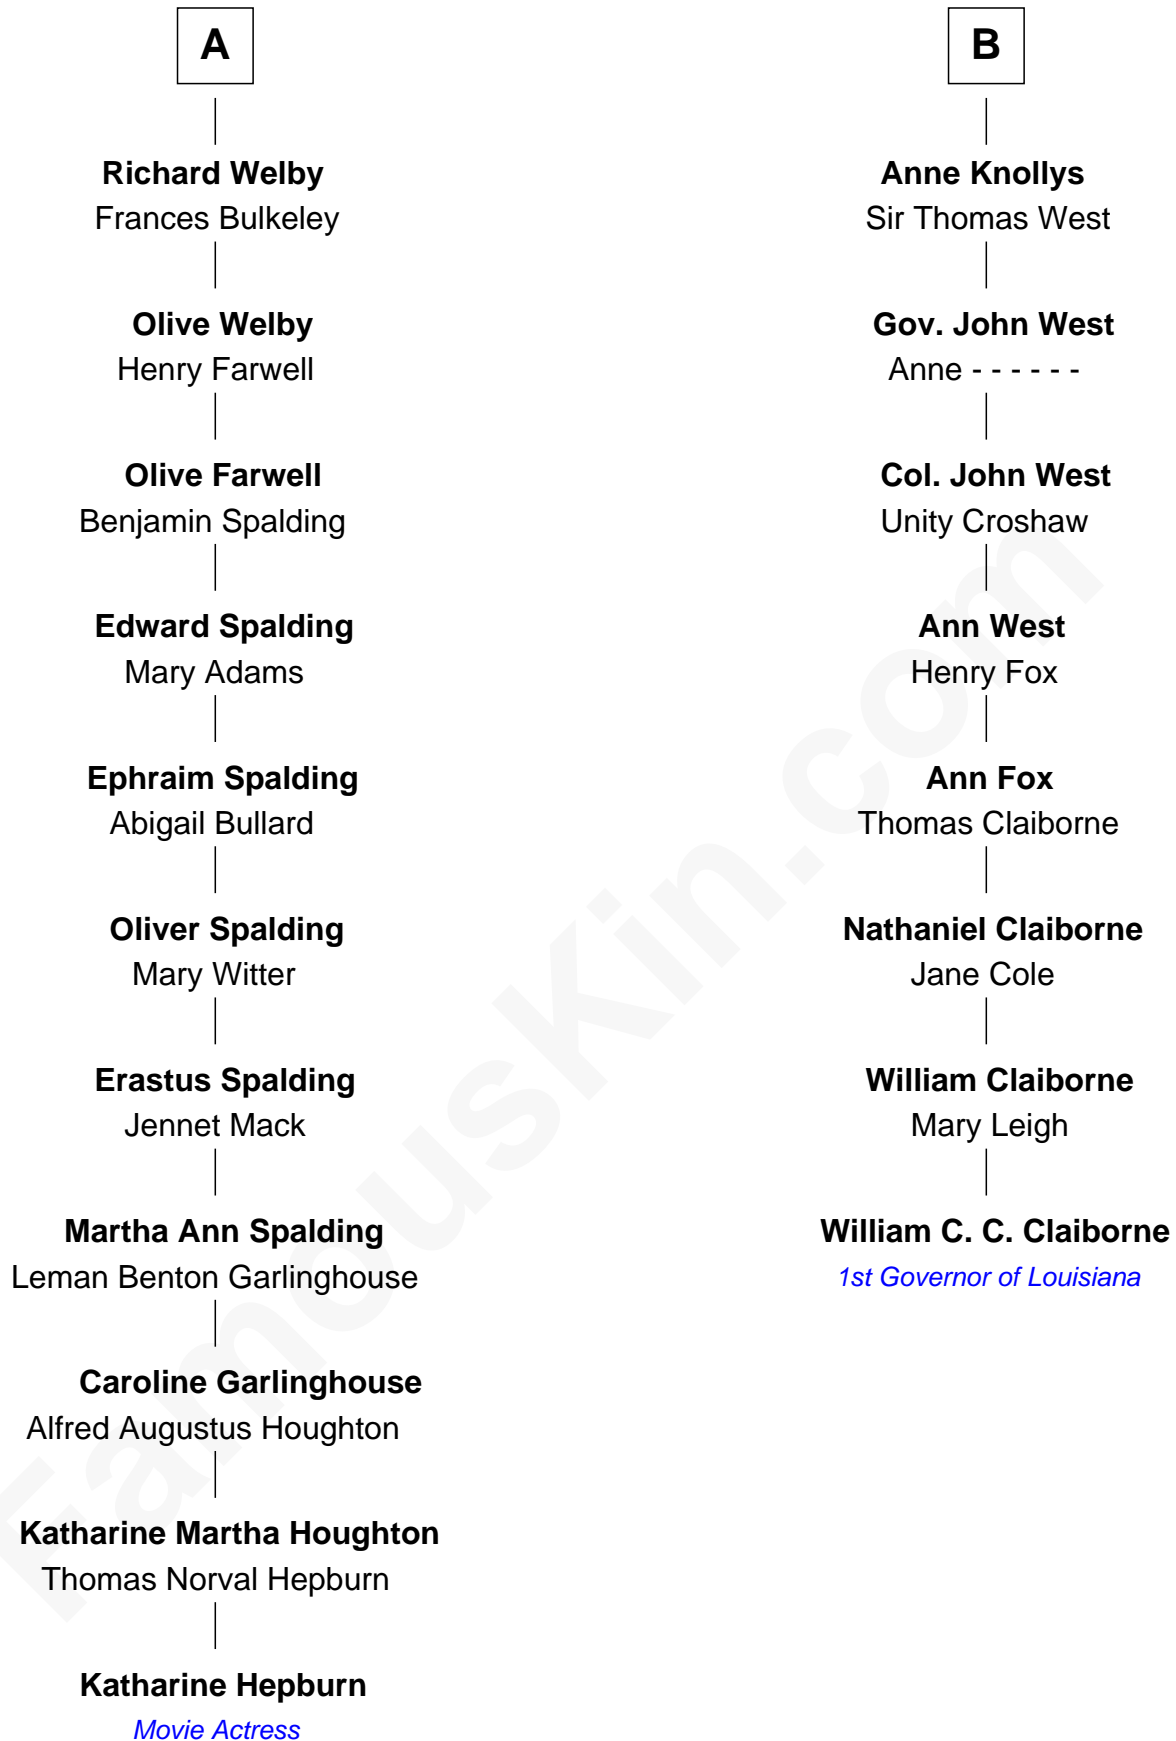 A
Richard Welby
Frances Bulkeley
Olive Welby
Henry Farwell
Olive Farwell
Benjamin Spalding
Edward Spalding
Mary Adams
Ephraim Spalding
Abigail Bullard
Oliver Spalding
Mary Witter
Erastus Spalding
Jennet Mack
Martha Ann Spalding
Leman Benton Garlinghouse
Caroline Garlinghouse
Alfred Augustus Houghton
Katharine Martha Houghton
Thomas Norval Hepburn
Katharine Hepburn
Movie Actress
B
Anne Knollys
Sir Thomas West
Gov. John West
Anne - - - - - -
Col. John West
Unity Croshaw
Ann West
Henry Fox
Ann Fox
Thomas Claiborne
Nathaniel Claiborne
Jane Cole
William Claiborne
Mary Leigh
William C. C. Claiborne
1st Governor of Louisiana
FamousKin.com